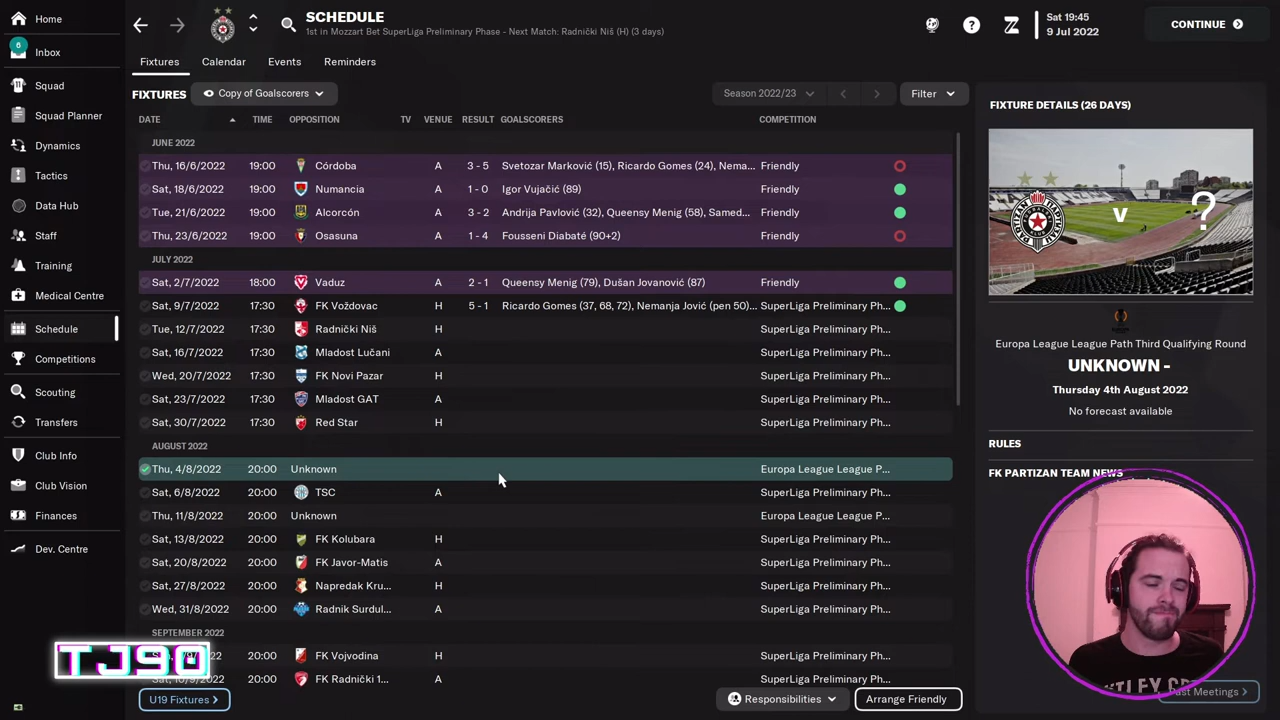 Home
SCHEDULE
1st in Mozzart Bet SuperLiga Preliminary Phase - Next Match: Radnički Niš (H) (3 days)
Sat 19:45
9 Jul 2022
CONTINUE
6
Inbox
Squad
Squad Planner
Dynamics
Tactics
Data Hub
Staff
Training
Medical Centre
Schedule
Competitions
Scouting
Transfers
Club Info
Club Vision
Finances
Dev. Centre
Fixtures Calendar Events Reminders
FIXTURES Copy of Goalscorers Season 2022/23 Filter
DATE TIME OPPOSITION TV VENUE RESULT GOALSCORERS COMPETITION
JUNE 2022
Thu, 16/6/2022 19:00 Córdoba A 3 - 5 Svetozar Marković (15), Ricardo Gomes (24), Nema... Friendly
Sat, 18/6/2022 19:00 Numancia A 1 - 0 Igor Vujačić (89) Friendly
Tue, 21/6/2022 19:00 Alcorcón A 3 - 2 Andrija Pavlović (32), Queensy Menig (58), Samed... Friendly
Thu, 23/6/2022 19:00 Osasuna A 1 - 4 Fousseni Diabaté (90+2) Friendly
JULY 2022
Sat, 2/7/2022 18:00 Vaduz A 2 - 1 Queensy Menig (79), Dušan Jovanović (87) Friendly
Sat, 9/7/2022 17:30 FK Voždovac H 5 - 1 Ricardo Gomes (37, 68, 72), Nemanja Jović (pen 50)... SuperLiga Preliminary Ph...
Tue, 12/7/2022 17:30 Radnički Niš H SuperLiga Preliminary Ph...
Sat, 16/7/2022 17:30 Mladost Lučani A SuperLiga Preliminary Ph...
Wed, 20/7/2022 17:30 FK Novi Pazar H SuperLiga Preliminary Ph...
Sat, 23/7/2022 17:30 Mladost GAT A SuperLiga Preliminary Ph...
Sat, 30/7/2022 17:30 Red Star H SuperLiga Preliminary Ph...
AUGUST 2022
Thu, 4/8/2022 20:00 Unknown Europa League League P...
Sat, 6/8/2022 20:00 TSC A SuperLiga Preliminary Ph...
Thu, 11/8/2022 20:00 Unknown Europa League League P...
Sat, 13/8/2022 20:00 FK Kolubara H SuperLiga Preliminary Ph...
Sat, 20/8/2022 20:00 FK Javor-Matis A SuperLiga Preliminary Ph...
Sat, 27/8/2022 20:00 Napredak Kru... H SuperLiga Preliminary Ph...
Wed, 31/8/2022 20:00 Radnik Surdul... A SuperLiga Preliminary Ph...
SEPTEMBER 2022
20:00 FK Vojvodina H SuperLiga Preliminary Ph...
20:00 FK Radnički 1... A SuperLiga Preliminary Ph...
TJ90
U19 Fixtures
Responsibilities
Arrange Friendly
FIXTURE DETAILS (26 DAYS)
v ?
Europa League League Path Third Qualifying Round
UNKNOWN -
Thursday 4th August 2022
No forecast available
RULES
FK PARTIZAN TEAM NEWS
Past Meetings